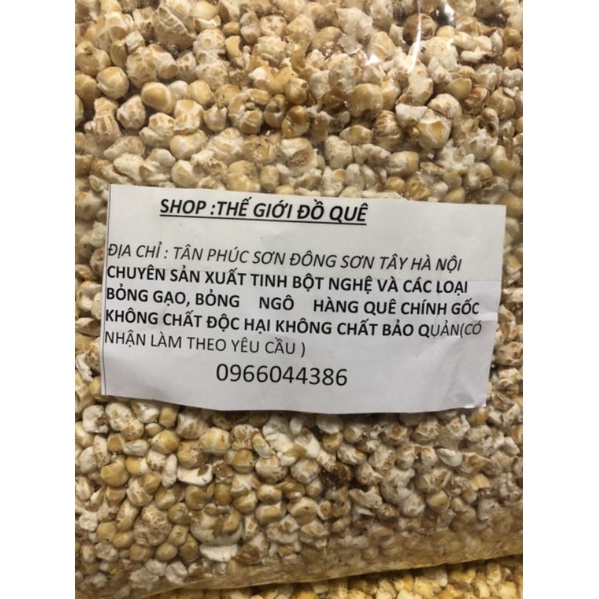 SHOP :THẾ GIỚI ĐỒ QUÊ
ĐỊA CHỈ : TÂN PHÚC SƠN ĐÔNG SƠN TÂY HÀ NỘI
CHUYÊN SẢN XUẤT TINH BỘT NGHỆ VÀ CÁC LOẠI
BỎNG GẠO, BỎNG NGÔ HÀNG QUÊ CHÍNH GỐC
KHÔNG CHẤT ĐỘC HẠI KHÔNG CHẤT BẢO QUẢN(CÓ
NHẬN LÀM THEO YÊU CẦU )
0966044386